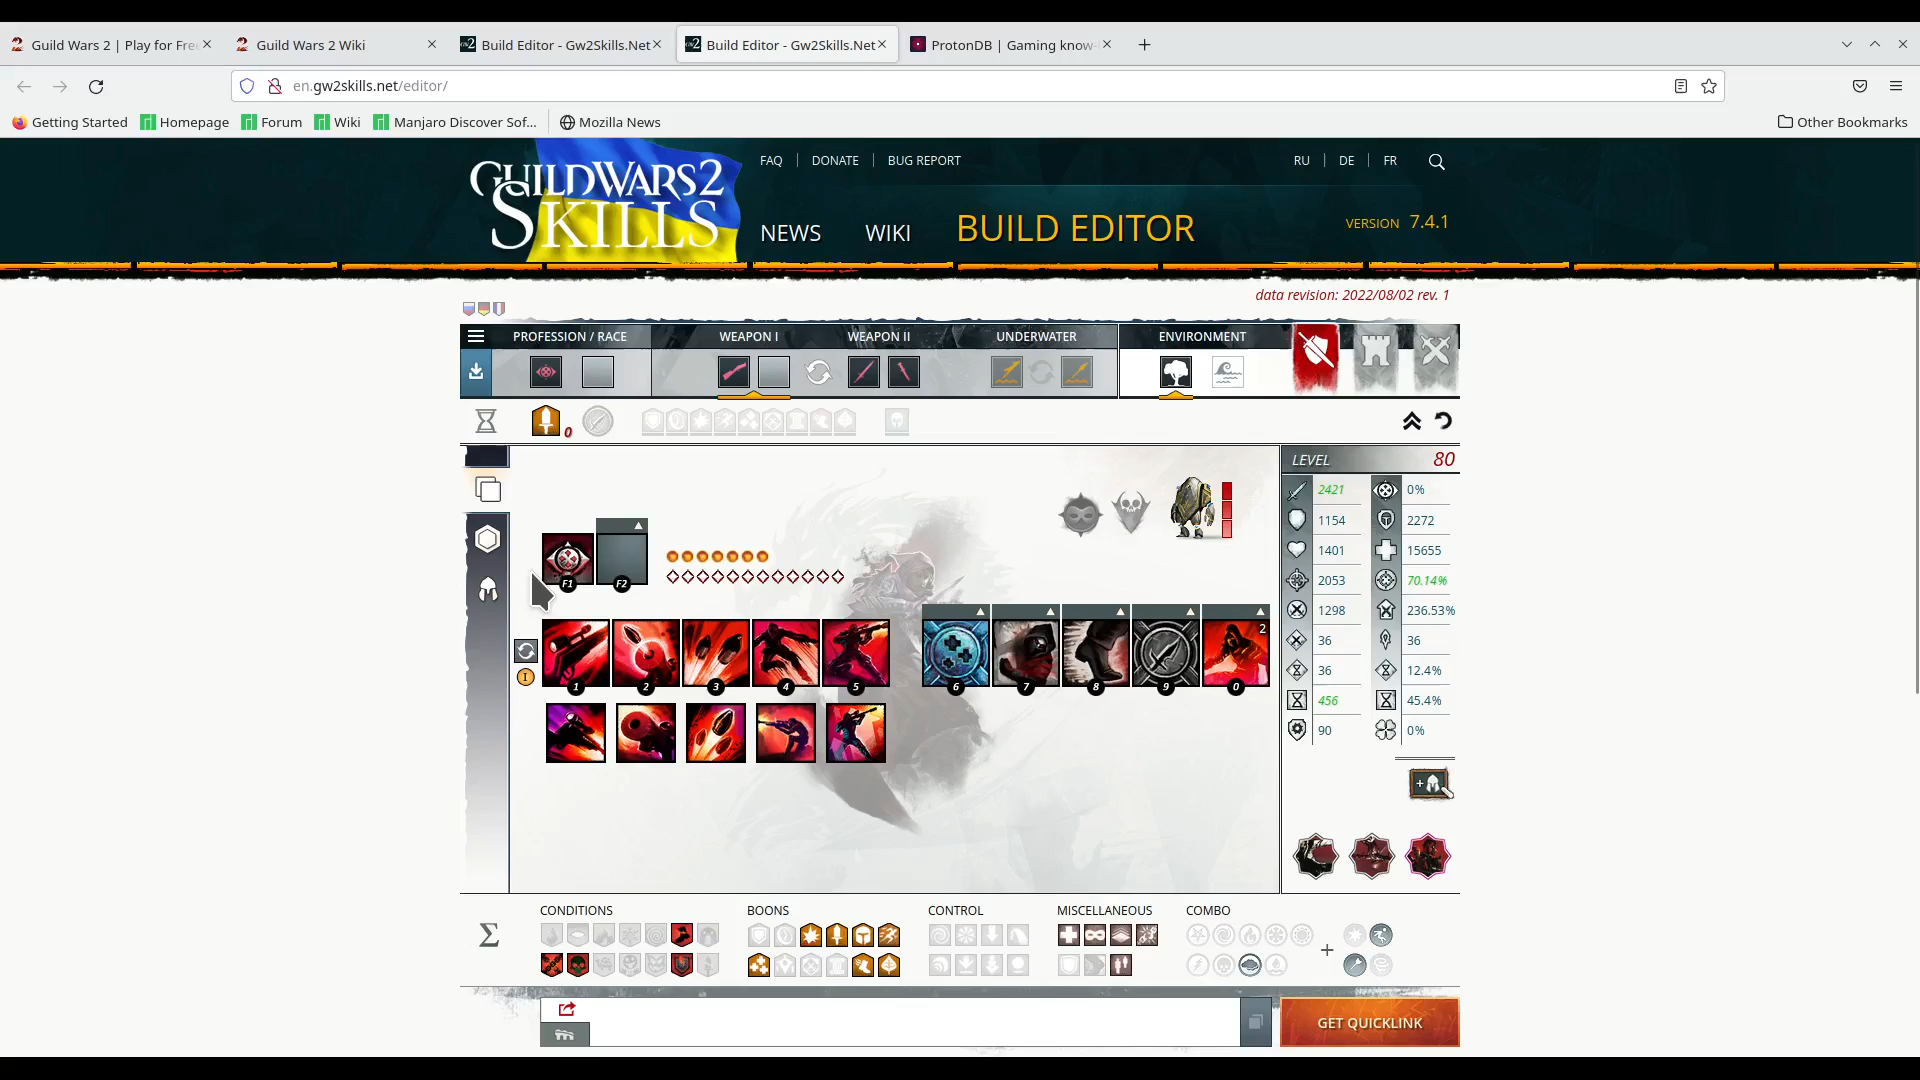 Guild Wars 2 | Play for Fre
Guild Wars 2 Wiki
Build Editor - Gw2Skills.Net
Build Editor - Gw2Skills.Net
ProtonDB | Gaming know-
en.gw2skills.net/editor/
Getting Started
Homepage
Forum
Wiki
Manjaro Discover Sof...
Mozilla News
Other Bookmarks
GUILDWARS2
SKILLS
FAQ
DONATE
BUG REPORT
RU
DE
FR
NEWS
WIKI
BUILD EDITOR
VERSION 7.4.1
data revision: 2022/08/02 rev. 1
PROFESSION / RACE
WEAPON I
WEAPON II
UNDERWATER
ENVIRONMENT
0
LEVEL 80
2421 0%
1154 2272
1401 15655
2053 70.14%
1298 236.53%
36 36
36 12.4%
456 45.4%
90 0%
F1 F2
I
2
1 2 3 4 5 6 7 8 9 0
CONDITIONS
BOONS
CONTROL
MISCELLANEOUS
COMBO
Σ
+
GET QUICKLINK